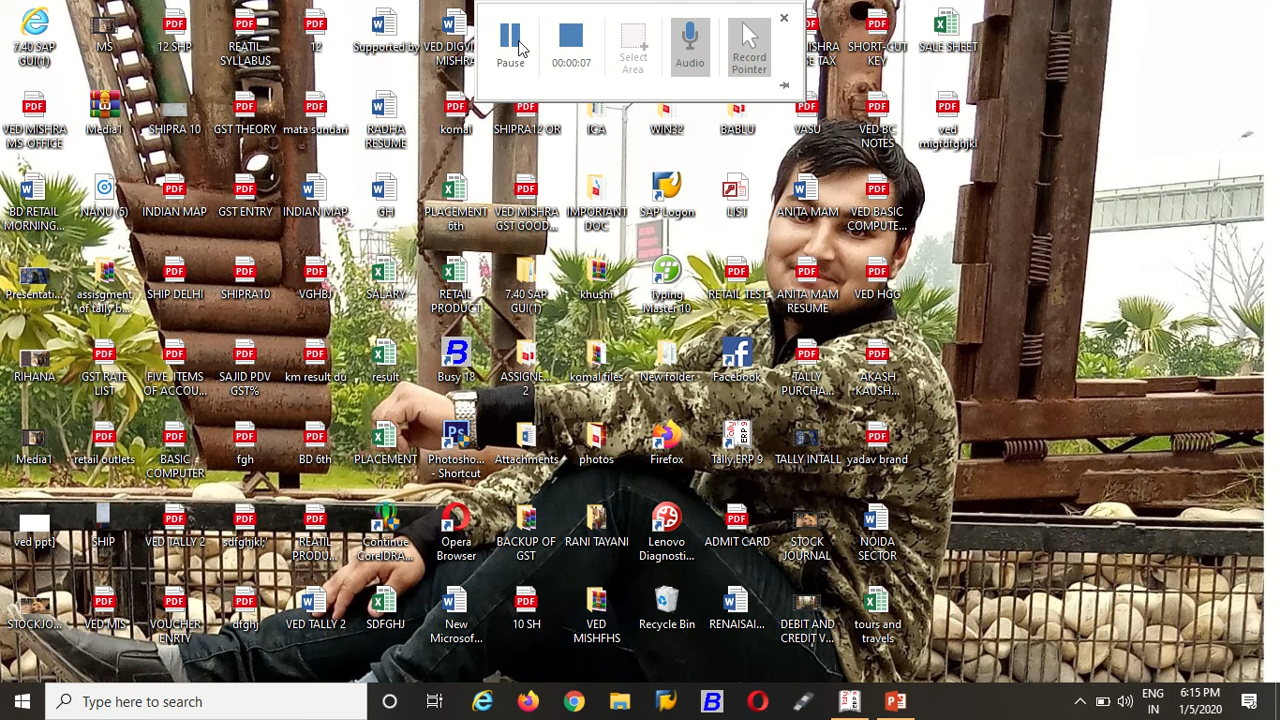 7.40 SAP
GUI(1)
MS
12 SHP
REATIL
SYLLABUS
12
Supported by
VED DIGVI
MISHRA
Pause
00:00:07
Select
Area
Audio
Record
Pointer
SHORT-CUT
KEY
SALE SHEET
VED MISHRA
MS-OFFICE
Media1
SHIPRA 10
GST THEORY
mata sundari
RADHA
RESUME
komal
SHIPRA12 OR
ICA
WIN32
BABLU
VASU
VED BC
NOTES
ved
migfdfghjkl
BD RETAIL
MORNING...
NANU (6)
INDIAN MAP
GST ENTRY
INDIAN MAP
GH
PLACEMENT
6th
VED MISHRA
GST GOOD...
IMPORTANT
DOC
SAP Logon
LIST
ANITA MAM
VED BASIC
COMPUTE...
Presentati...
assisgment
of tally b...
SHIP DELHI
SHIPRA10
VGHBJ
SALARY
RETAIL
PRODUCT
7.40 SAP
GUI(1)
khushi
Typing
Master 10
RETAIL TEST
ANITA MAM
RESUME
VED HGG
RIHANA
GST RATE
LIST
FIVE ITEMS
OF ACCOU...
SAJID PDV
GST%
km result du
result
Busy 18
ASSIGNE...
2
komal files
New folder
Facebook
TALLY
PURCHA...
AKASH
KAUSH...
Media1
retail outlets
BASIC
COMPUTER
fgh
BD 6th
PLACEMENT
Photosho...
- Shortcut
Attachments
photos
Firefox
Tally.ERP 9
TALLY INTALL
yadav brand
ved ppt]
SHIP
VED TALLY 2
sdfghjkl;'
REATIL
PRODU...
Continue
CorelDRA...
Opera
Browser
BACKUP OF
GST
RANI TAYANI
Lenovo
Diagnosti...
ADMIT CARD
STOCK
JOURNAL
NOIDA
SECTOR
STOCKJO...
VED MIS
VOUCHER
ENRTY
dfghj
VED TALLY 2
SDFGHJ
New
Microsof...
10 SH
VED
MISHFHS
Recycle Bin
RENAISAI...
DEBIT AND
CREDIT V...
tours and
travels
Type here to search
ENG
IN
6:15 PM
1/5/2020